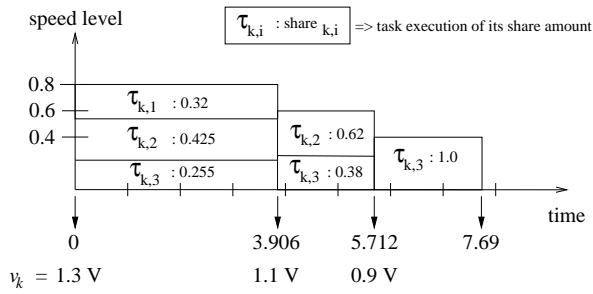 speed level
τk,i : share k,i => task execution of its share amount
0.8
0.6
0.4
τk,1 : 0.32
τk,2 : 0.425
τk,3 : 0.255
τk,2 : 0.62
τk,3 : 0.38
τk,3 : 1.0
time
0 3.906 5.712 7.69
vk = 1.3 V 1.1 V 0.9 V